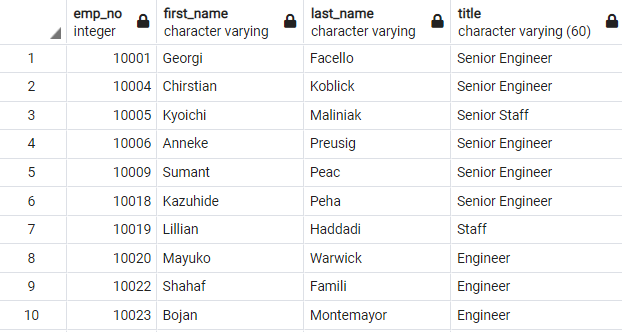 emp_no first_name last_name title
integer character varying character varying character varying (60)
1 10001 Georgi Facello Senior Engineer
2 10004 Chirstian Koblick Senior Engineer
3 10005 Kyoichi Maliniak Senior Staff
4 10006 Anneke Preusig Senior Engineer
5 10009 Sumant Peac Senior Engineer
6 10018 Kazuhide Peha Senior Engineer
7 10019 Lillian Haddadi Staff
8 10020 Mayuko Warwick Engineer
9 10022 Shahaf Famili Engineer
10 10023 Bojan Montemayor Engineer